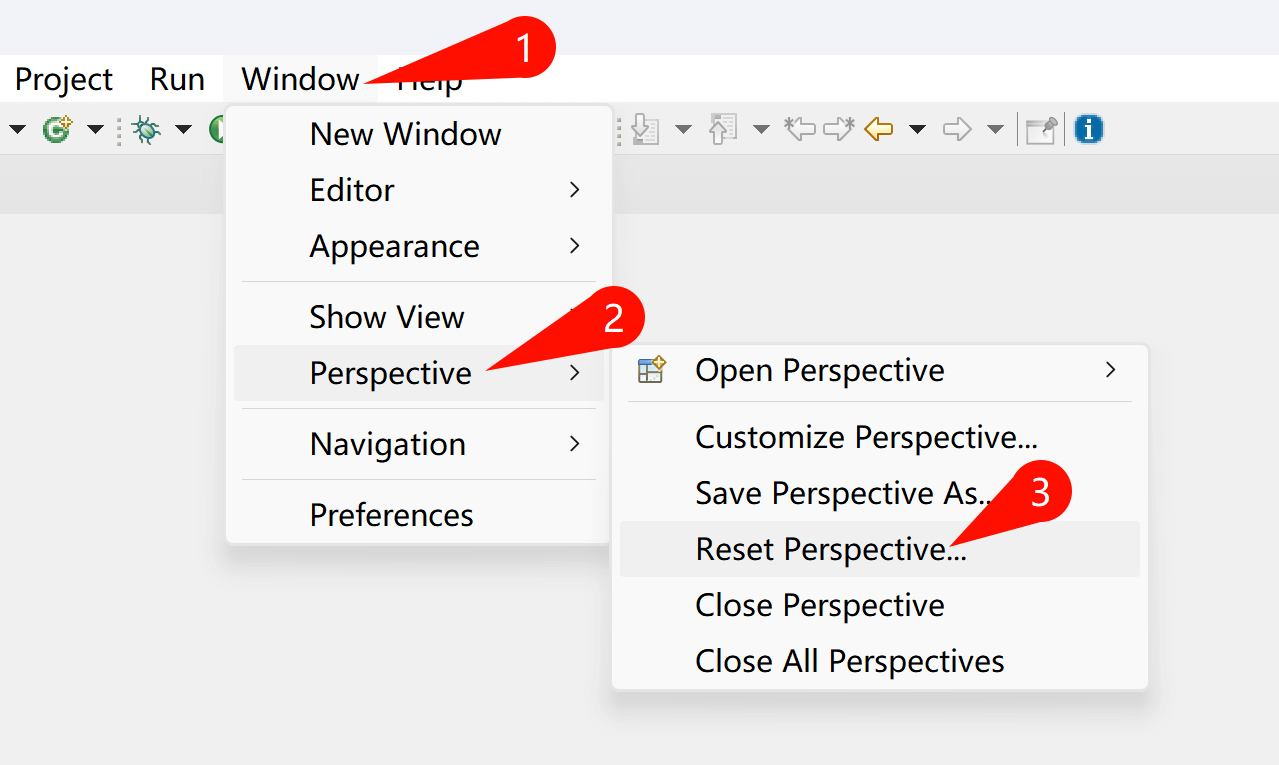 1
Project Run Window Help
New Window
Editor
Appearance
Show View
2
Perspective
Navigation
Preferences
Open Perspective
Customize Perspective...
Save Perspective As...
3
Reset Perspective...
Close Perspective
Close All Perspectives